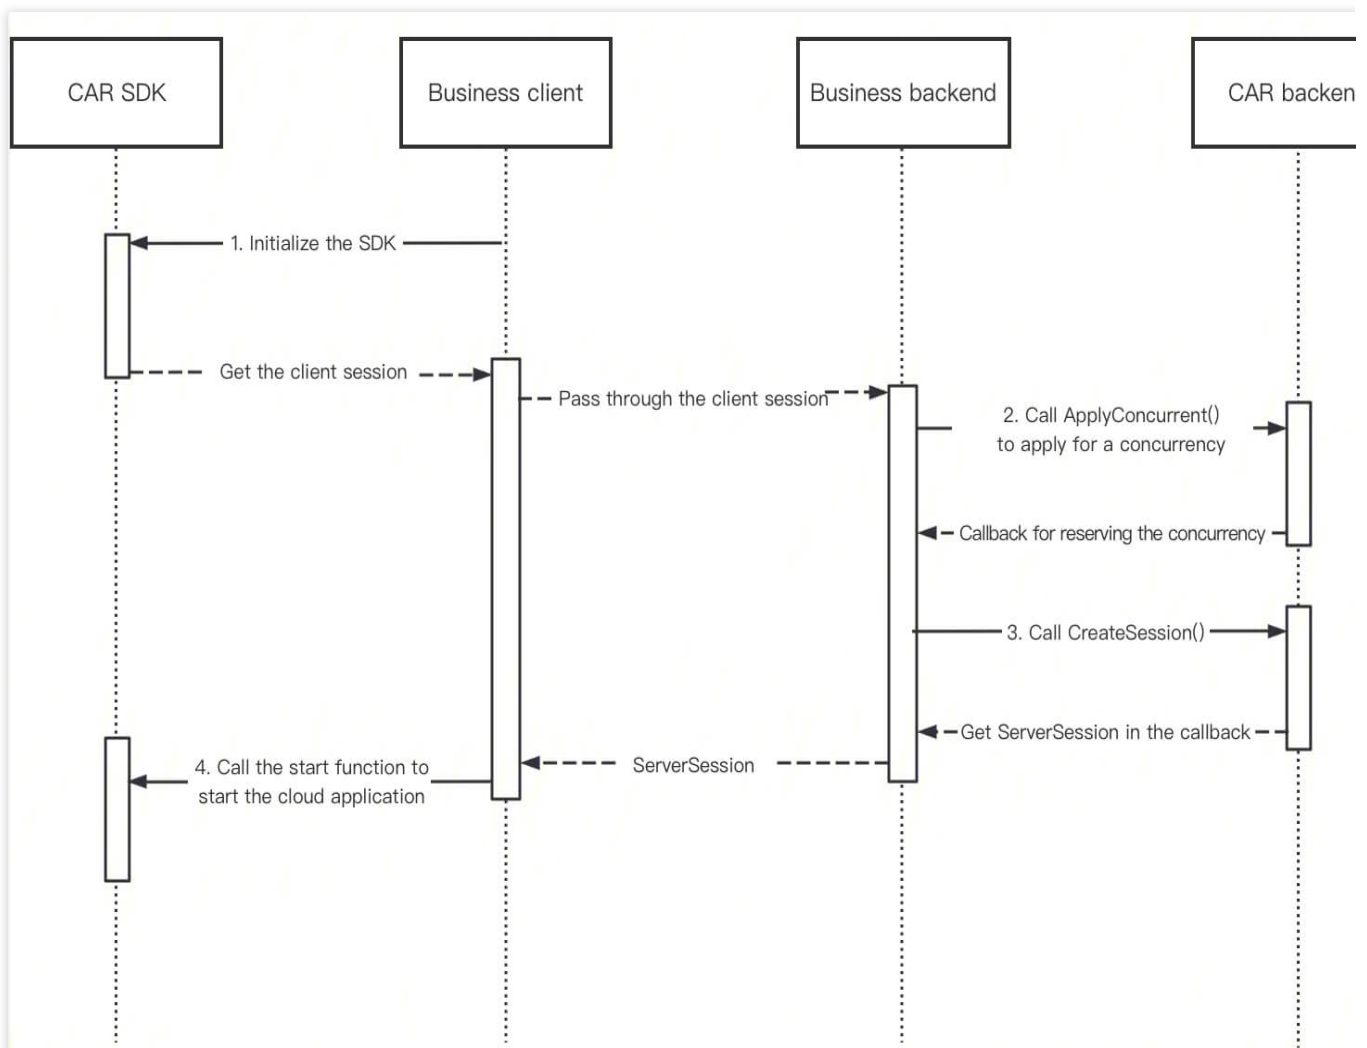 CAR SDK
Business client
Business backend
CAR backen
1. Initialize the SDK
Get the client session
Pass through the client session
2. Call ApplyConcurrent()
to apply for a concurrency
Callback for reserving the concurrency
3. Call CreateSession()
Get ServerSession in the callback
ServerSession
4. Call the start function to
start the cloud application